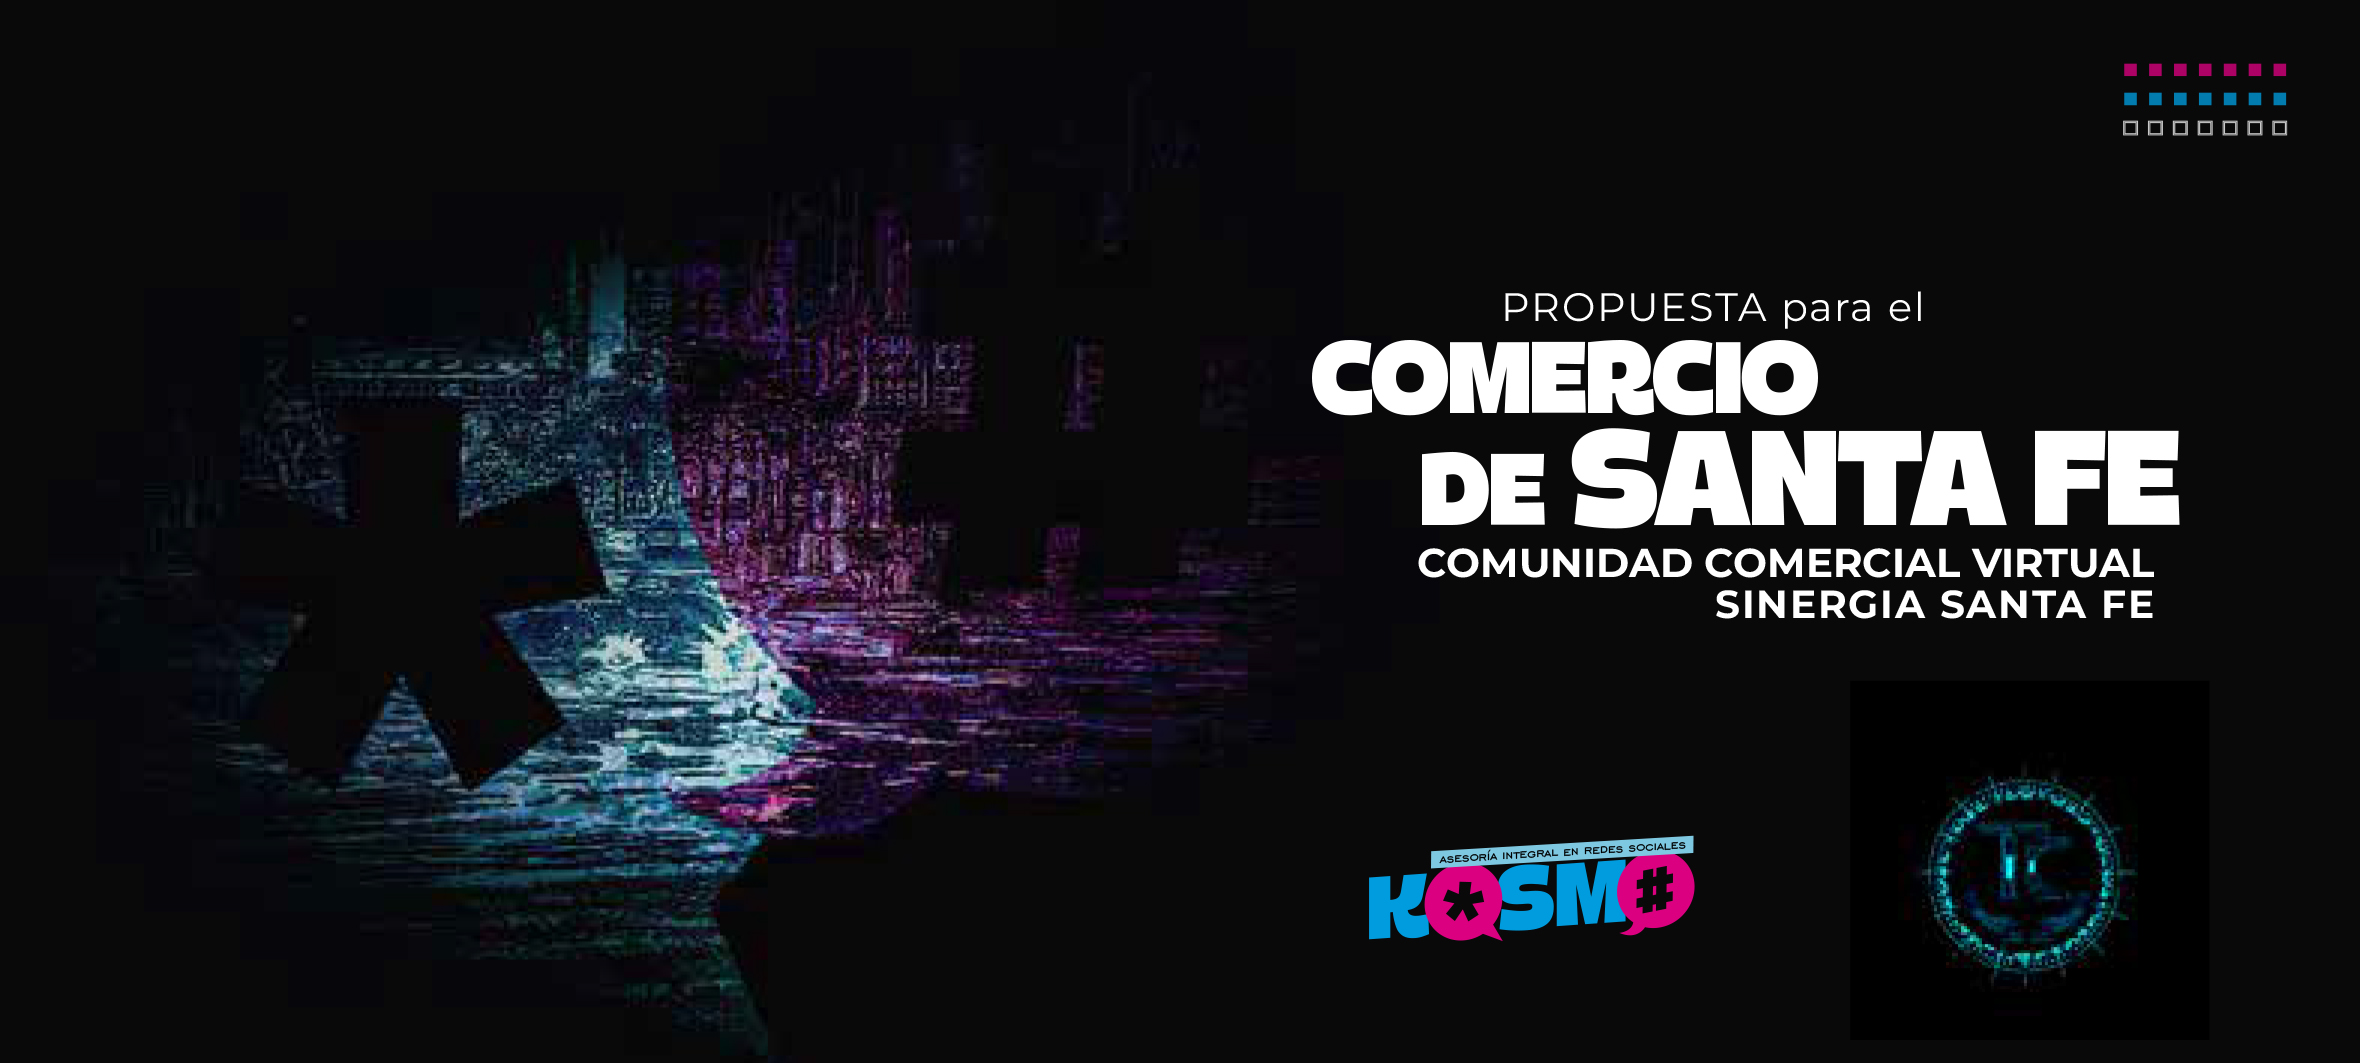 PROPUESTA para el
COMERCIO
DE SANTA FE
COMUNIDAD COMERCIAL VIRTUAL
SINERGIA SANTA FE
ASESORÍA INTEGRAL EN REDES SOCIALES
K*SM#